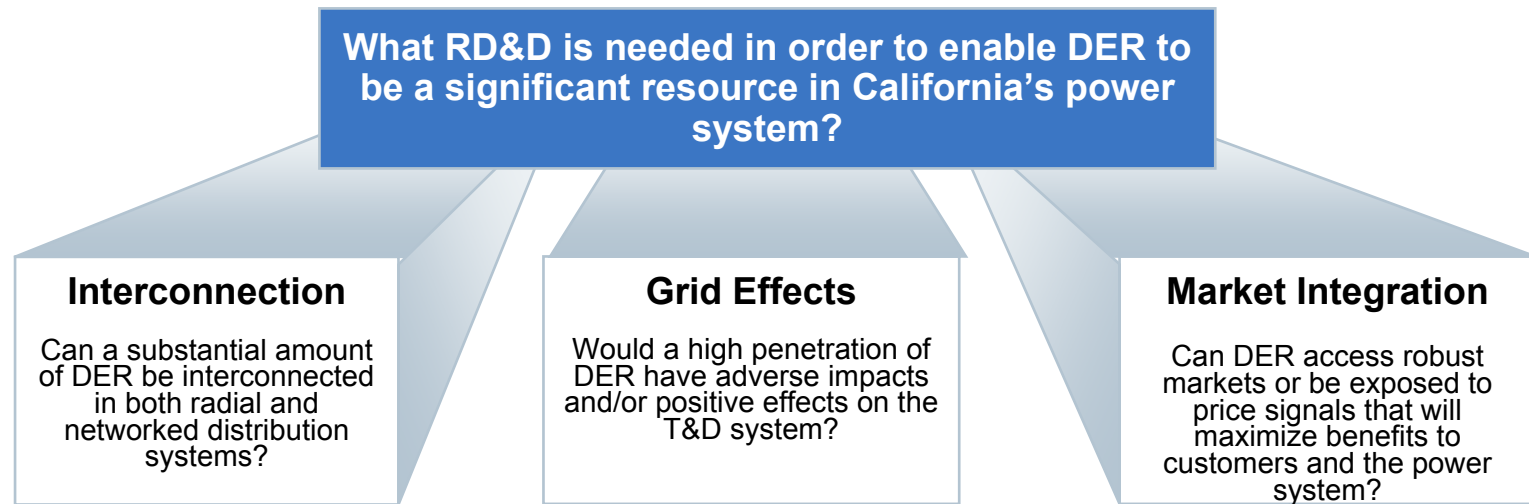 What RD&D is needed in order to enable DER to
be a significant resource in California's power
system?
Interconnection
Can a substantial amount
of DER be interconnected
in both radial and
networked distribution
systems?
Grid Effects
Would a high penetration of
DER have adverse impacts
and/or positive effects on the
T&D system?
Market Integration
Can DER access robust
markets or be exposed to
price signals that will
maximize benefits to
customers and the power
system?